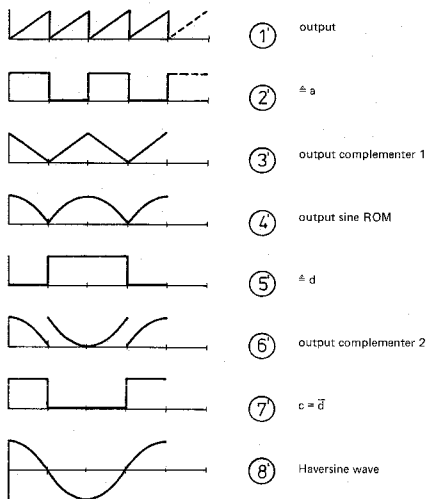 1' output
2' ≙ a
3' output complementer 1
4' output sine ROM
5' ≙ d
6' output complementer 2
7' c = d̅
8' Haversine wave